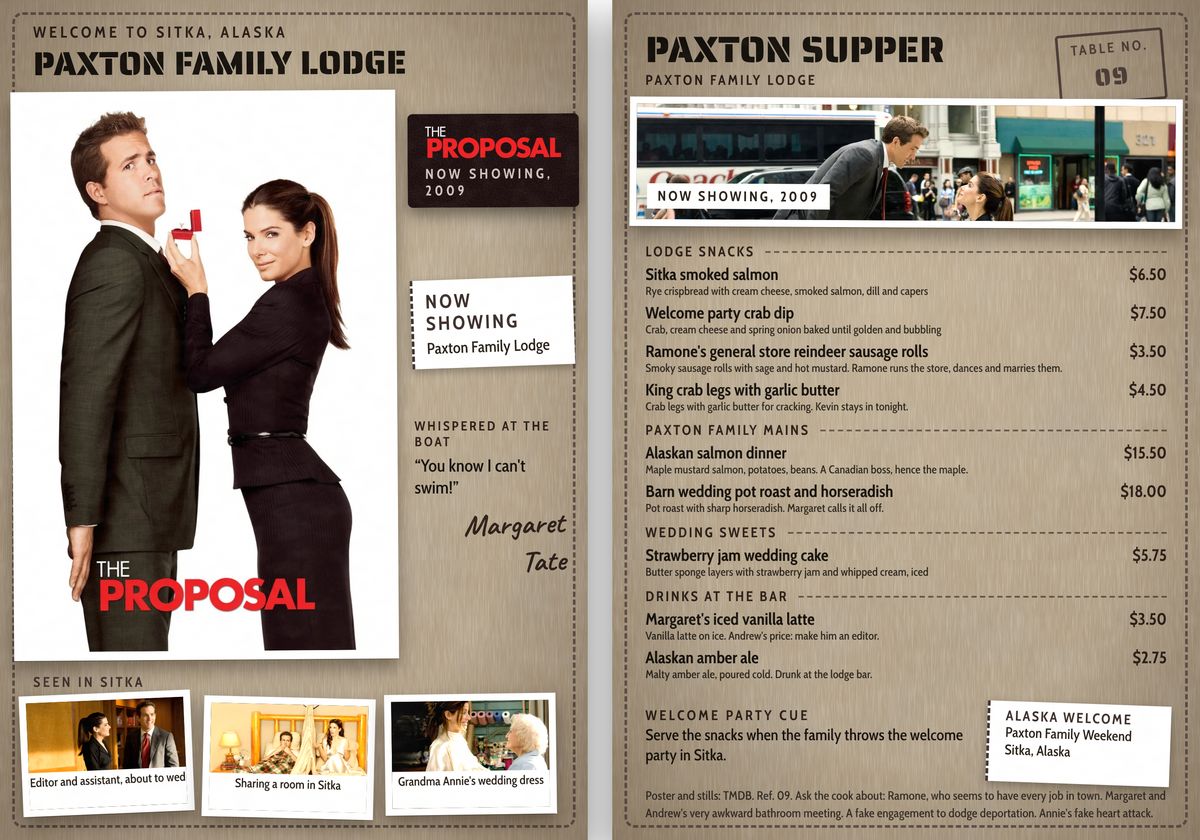 WELCOME TO SITKA, ALASKA
PAXTON FAMILY LODGE
THE
PROPOSAL
THE
PROPOSAL
NOW SHOWING,
2009
NOW
SHOWING
Paxton Family Lodge
WHISPERED AT THE
BOAT
“You know I can't
swim!”
Margaret
Tate
SEEN IN SITKA
Editor and assistant, about to wed
Sharing a room in Sitka
Grandma Annie's wedding dress
PAXTON SUPPER
PAXTON FAMILY LODGE
TABLE NO.
09
Coach
321
NOW SHOWING, 2009
LODGE SNACKS
Sitka smoked salmon $6.50
Rye crispbread with cream cheese, smoked salmon, dill and capers
Welcome party crab dip $7.50
Crab, cream cheese and spring onion baked until golden and bubbling
Ramone's general store reindeer sausage rolls $3.50
Smoky sausage rolls with sage and hot mustard. Ramone runs the store, dances and marries them.
King crab legs with garlic butter $4.50
Crab legs with garlic butter for cracking. Kevin stays in tonight.
PAXTON FAMILY MAINS
Alaskan salmon dinner $15.50
Maple mustard salmon, potatoes, beans. A Canadian boss, hence the maple.
Barn wedding pot roast and horseradish $18.00
Pot roast with sharp horseradish. Margaret calls it all off.
WEDDING SWEETS
Strawberry jam wedding cake $5.75
Butter sponge layers with strawberry jam and whipped cream, iced
DRINKS AT THE BAR
Margaret's iced vanilla latte $3.50
Vanilla latte on ice. Andrew's price: make him an editor.
Alaskan amber ale $2.75
Malty amber ale, poured cold. Drunk at the lodge bar.
WELCOME PARTY CUE
Serve the snacks when the family throws the welcome
party in Sitka.
ALASKA WELCOME
Paxton Family Weekend
Sitka, Alaska
Poster and stills: TMDB. Ref. 09. Ask the cook about: Ramone, who seems to have every job in town. Margaret and
Andrew's very awkward bathroom meeting. A fake engagement to dodge deportation. Annie's fake heart attack.